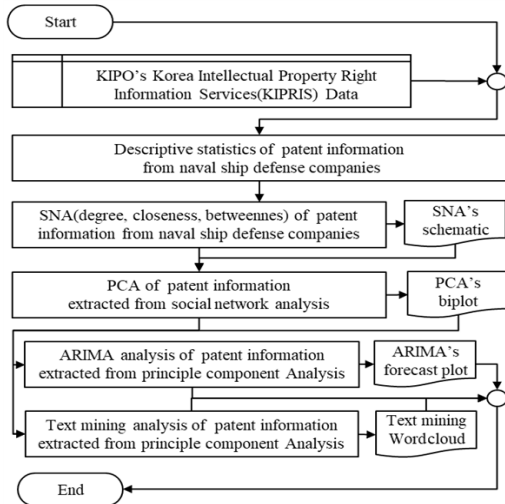 Start
KIPO's Korea Intellectual Property Right
Information Services(KIPRIS) Data
Descriptive statistics of patent information
from naval ship defense companies
SNA(degree, closeness, betweennes) of patent
information from naval ship defense companies
SNA's
schematic
PCA of patent information
extracted from social network analysis
PCA's
biplot
ARIMA analysis of patent information
extracted from principle component Analysis
ARIMA's
forecast plot
Text mining analysis of patent information
extracted from principle component Analysis
Text mining
Wordcloud
End